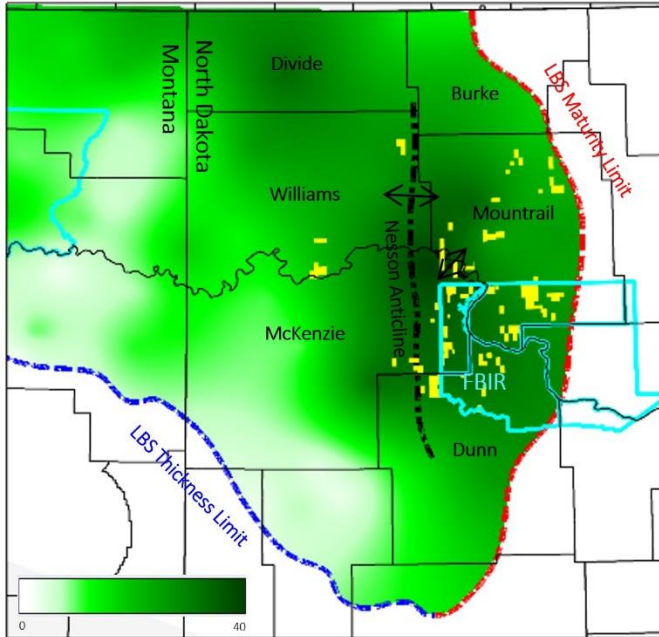 Montana
North Dakota
Divide
Burke
LBS Maturity Limit
Williams
Mountrail
Nesson Anticline
McKenzie
FBIR
Dunn
LBS Thickness Limit
0
40